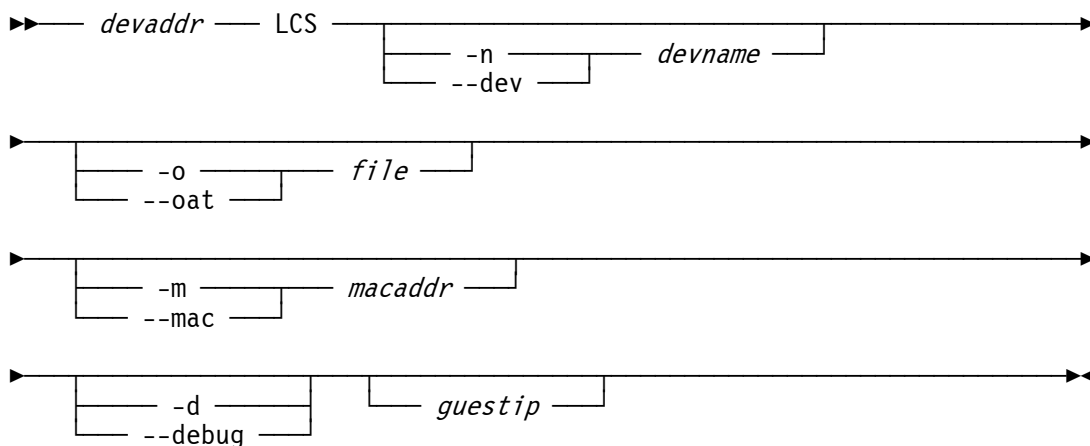 devaddr LCS
-n devname
--dev
-o file
--oat
-m macaddr
--mac
-d guestip
--debug